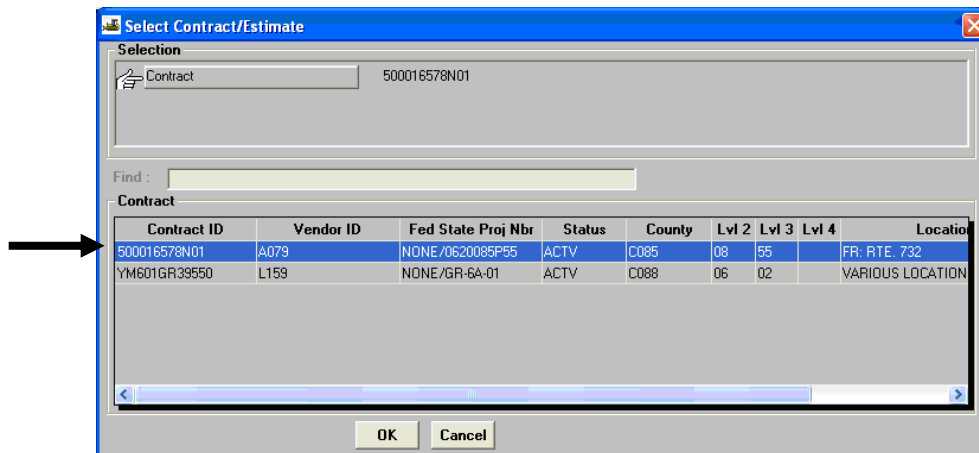 Select Contract/Estimate
Selection
Contract 500016578N01
Find :
Contract
Contract ID Vendor ID Fed State Proj Nbr Status County Lvl 2 Lvl 3 Lvl 4 Locatio
500016578N01 A079 NONE/0620085P55 ACTV C085 08 55 FR: RTE. 732
YM601GR39550 L159 NONE/GR-6A-01 ACTV C088 06 02 VARIOUS LOCATION
OK Cancel